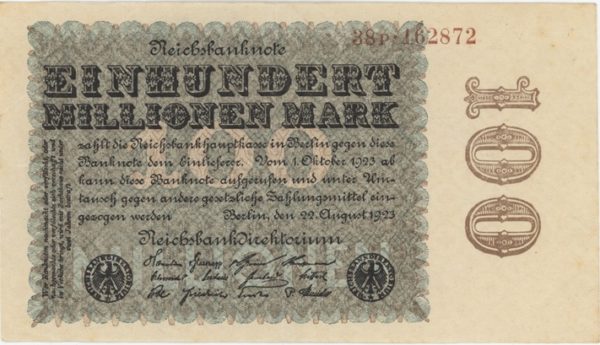 Reichsbanknote
38P·162872
EINHUNDERT
MILLIONEN MARK
zahlt die Reichsbankhauptkasse in Berlin gegen diese
Banknote dem Einlieferer. Vom 1. Oktober 1923 ab
kann diese Banknote aufgerufen und unter Um-
tausch gegen andere gesetzliche Zahlungsmittel ein-
gezogen werden
Berlin, den 22. August 1923
Reichsbankdirektorium
100
100